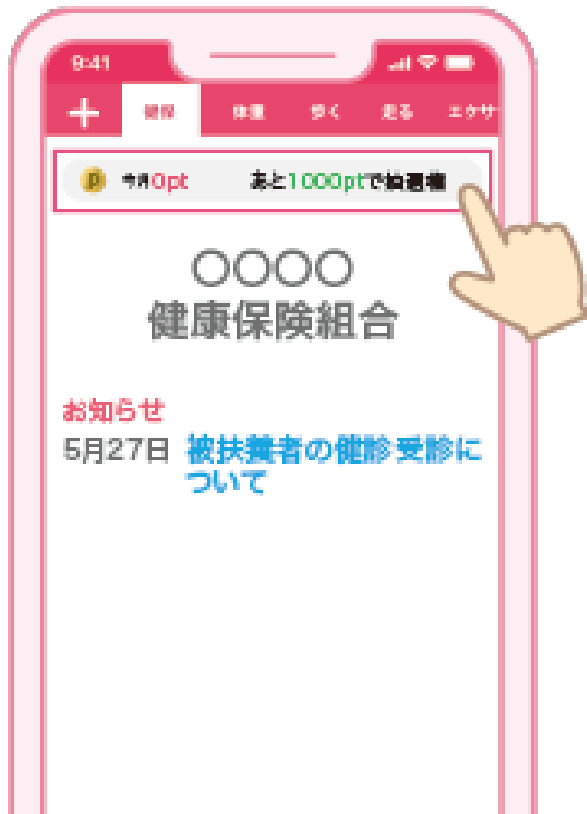 9:41
健保 体重 歩く 走る エクサ
P 今月0pt あと1000ptで抽選権
〇〇〇〇
健康保険組合
お知らせ
5月27日 被扶養者の健診受診に
ついて